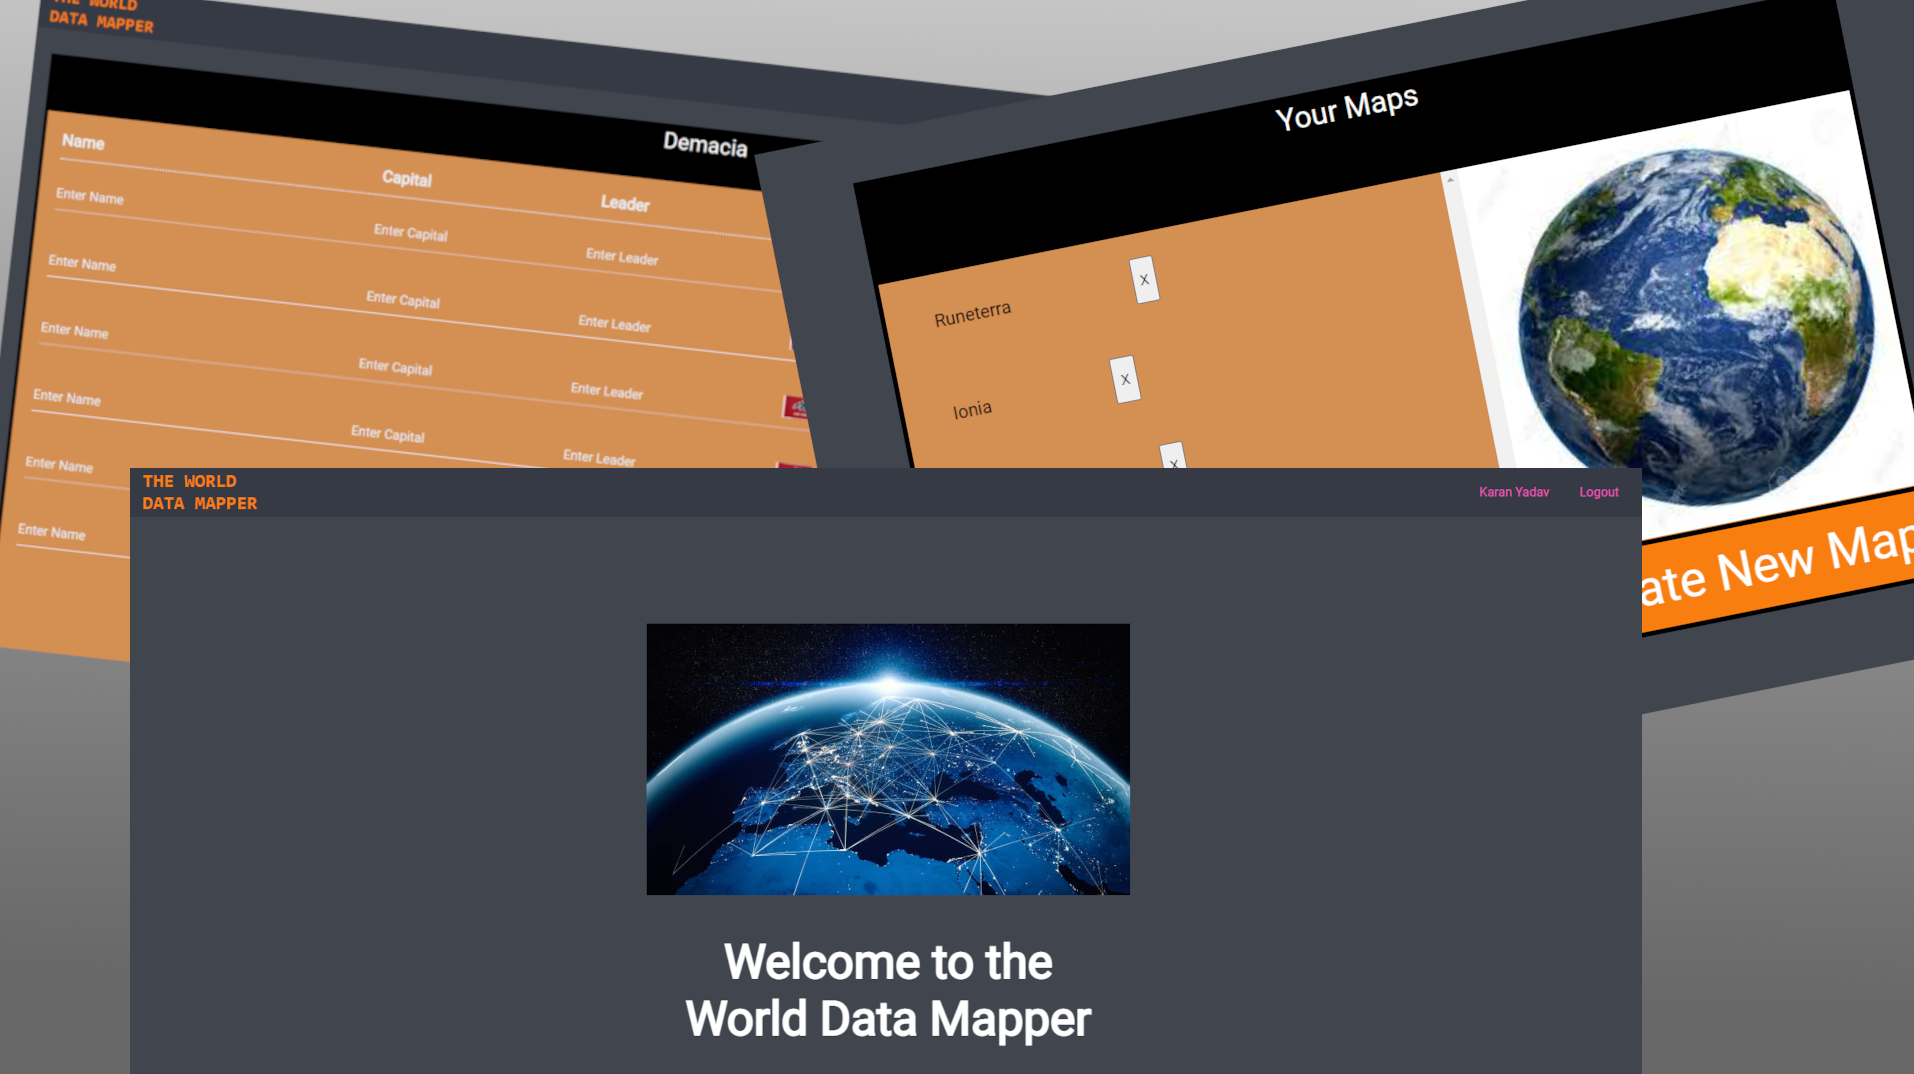 THE WORLD
DATA MAPPER
Demacia
Name
Capital
Leader
Enter Name
Enter Capital
Enter Leader
Enter Name
Enter Capital
Enter Leader
Enter Name
Enter Capital
Enter Leader
Enter Name
Enter Capital
Enter Leader
Enter Name
Enter Name
Your Maps
Runeterra
X
Ionia
X
X
ate New Map
THE WORLD
DATA MAPPER
Karan Yadav
Logout
Welcome to the
World Data Mapper